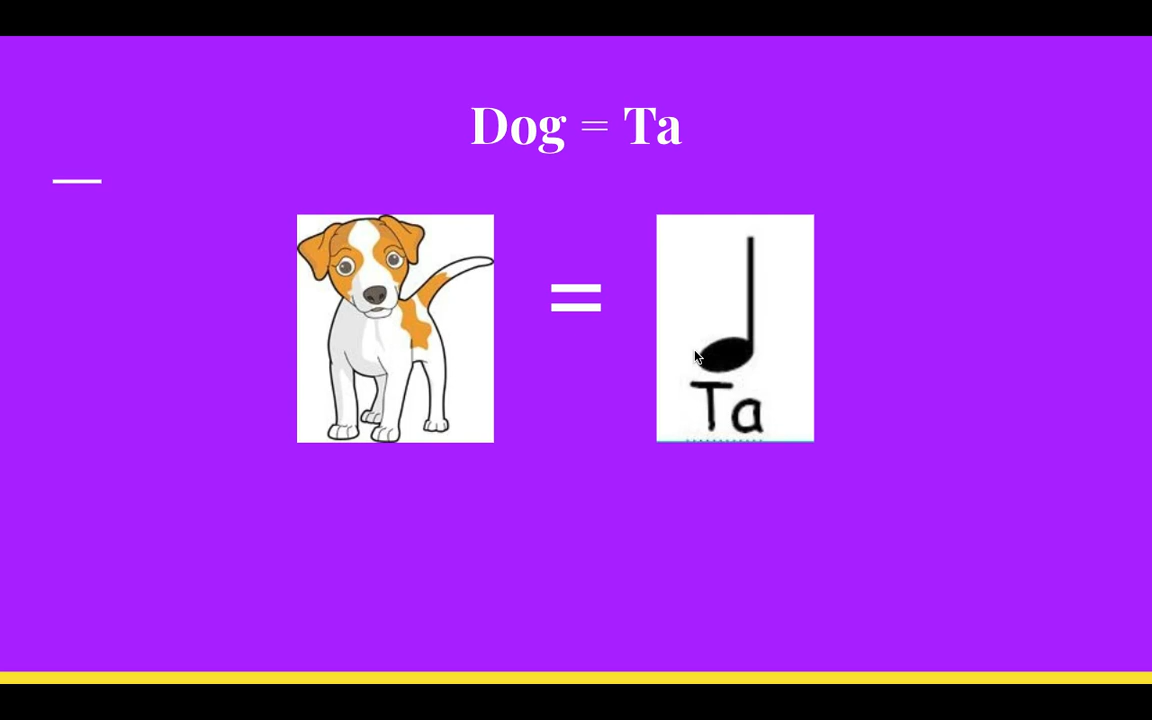 Dog = Ta
=
Ta